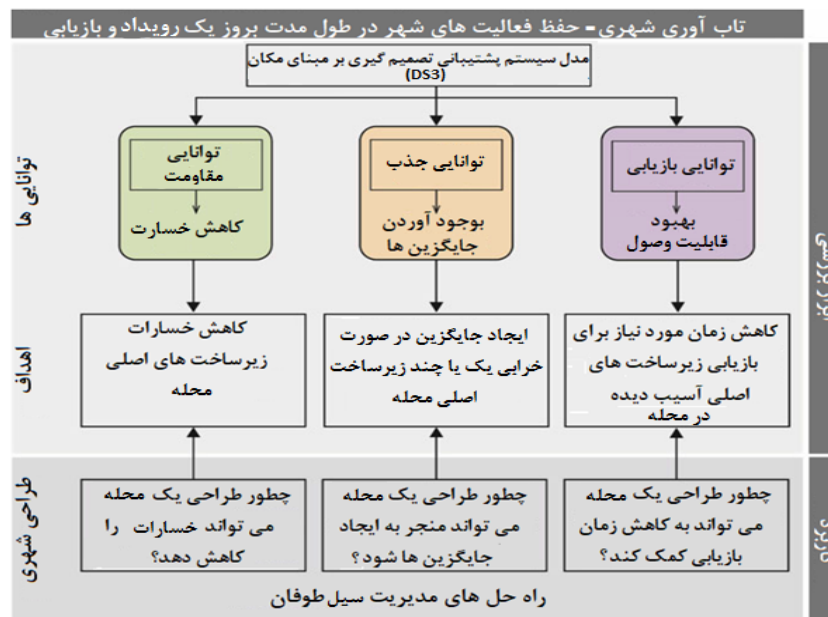 تاب آوری شهری - حفظ فعالیت های شهر در طول مدت بروز یک رویداد و بازیابی
مدل سیستم پشتیبانی تصمیم گیری بر مبنای مکان
(DS3)
ابزار بررسی
توانایی ها
توانایی بازیابی
بهبود
قابلیت وصول
توانایی جذب
بوجود آوردن
جایگزین ها
توانایی
مقاومت
کاهش خسارت
اهداف
کاهش زمان مورد نیاز برای
بازیابی زیرساخت های
اصلی آسیب دیده
در محله
ایجاد جایگزین در صورت
خرابی یک یا چند زیرساخت
اصلی محله
کاهش خسارات
زیرساخت های اصلی
محله
کاربرد
طراحی شهری
چطور طراحی یک محله
می تواند به کاهش زمان
بازیابی کمک کند؟
چطور طراحی یک محله
می تواند منجر به ایجاد
جایگزین ها شود؟
چطور طراحی یک محله
می تواند خسارات را
کاهش دهد؟
راه حل های مدیریت سیل طوفان